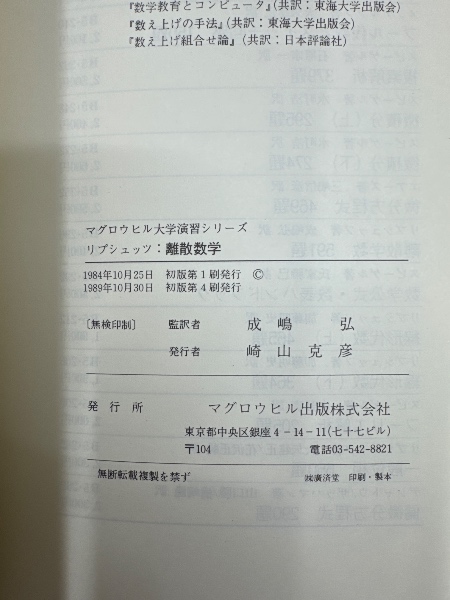 『数学教育とコンピュータ』(共訳:東海大学出版会)
『数え上げの手法』(共訳:東海大学出版会)
『数え上げ組合せ論』(共訳:日本評論社)
マグロウヒル大学演習シリーズ
リプシュッツ:離散数学
1984年10月25日 初版第1刷発行 ©
1989年10月30日 初版第4刷発行
〔無検印制〕 監訳者 成嶋 弘
発行者 崎山克彦
発行所 マグロウヒル出版株式会社
東京都中央区銀座4-14-11(七十七ビル)
〒104 電話03-542-8821
無断転載複製を禁ず ㈱廣済堂 印刷・製本